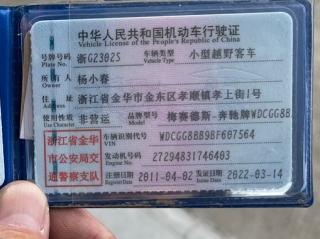 中华人民共和国机动车行驶证
Vehicle License of the People's Republic of China
号牌号码 浙G2302S 车辆类型 小型越野客车
Plate No. Vehicle Type
所有人 杨小春
Owner
住址 浙江省金华市金东区孝顺镇孝上街1号
Address
使用性质 非营运 品牌型号 梅赛德斯-奔驰牌WDCGG8BB
Use Character Model
浙江省金华 车辆识别代号 WDCGG8BB9BF607564
VIN
市公安局交 发动机号码 27294831746403
Engine No.
通警察支队 注册日期 2011-04-02 发证日期 2022-03-14
Register Date Issue Date